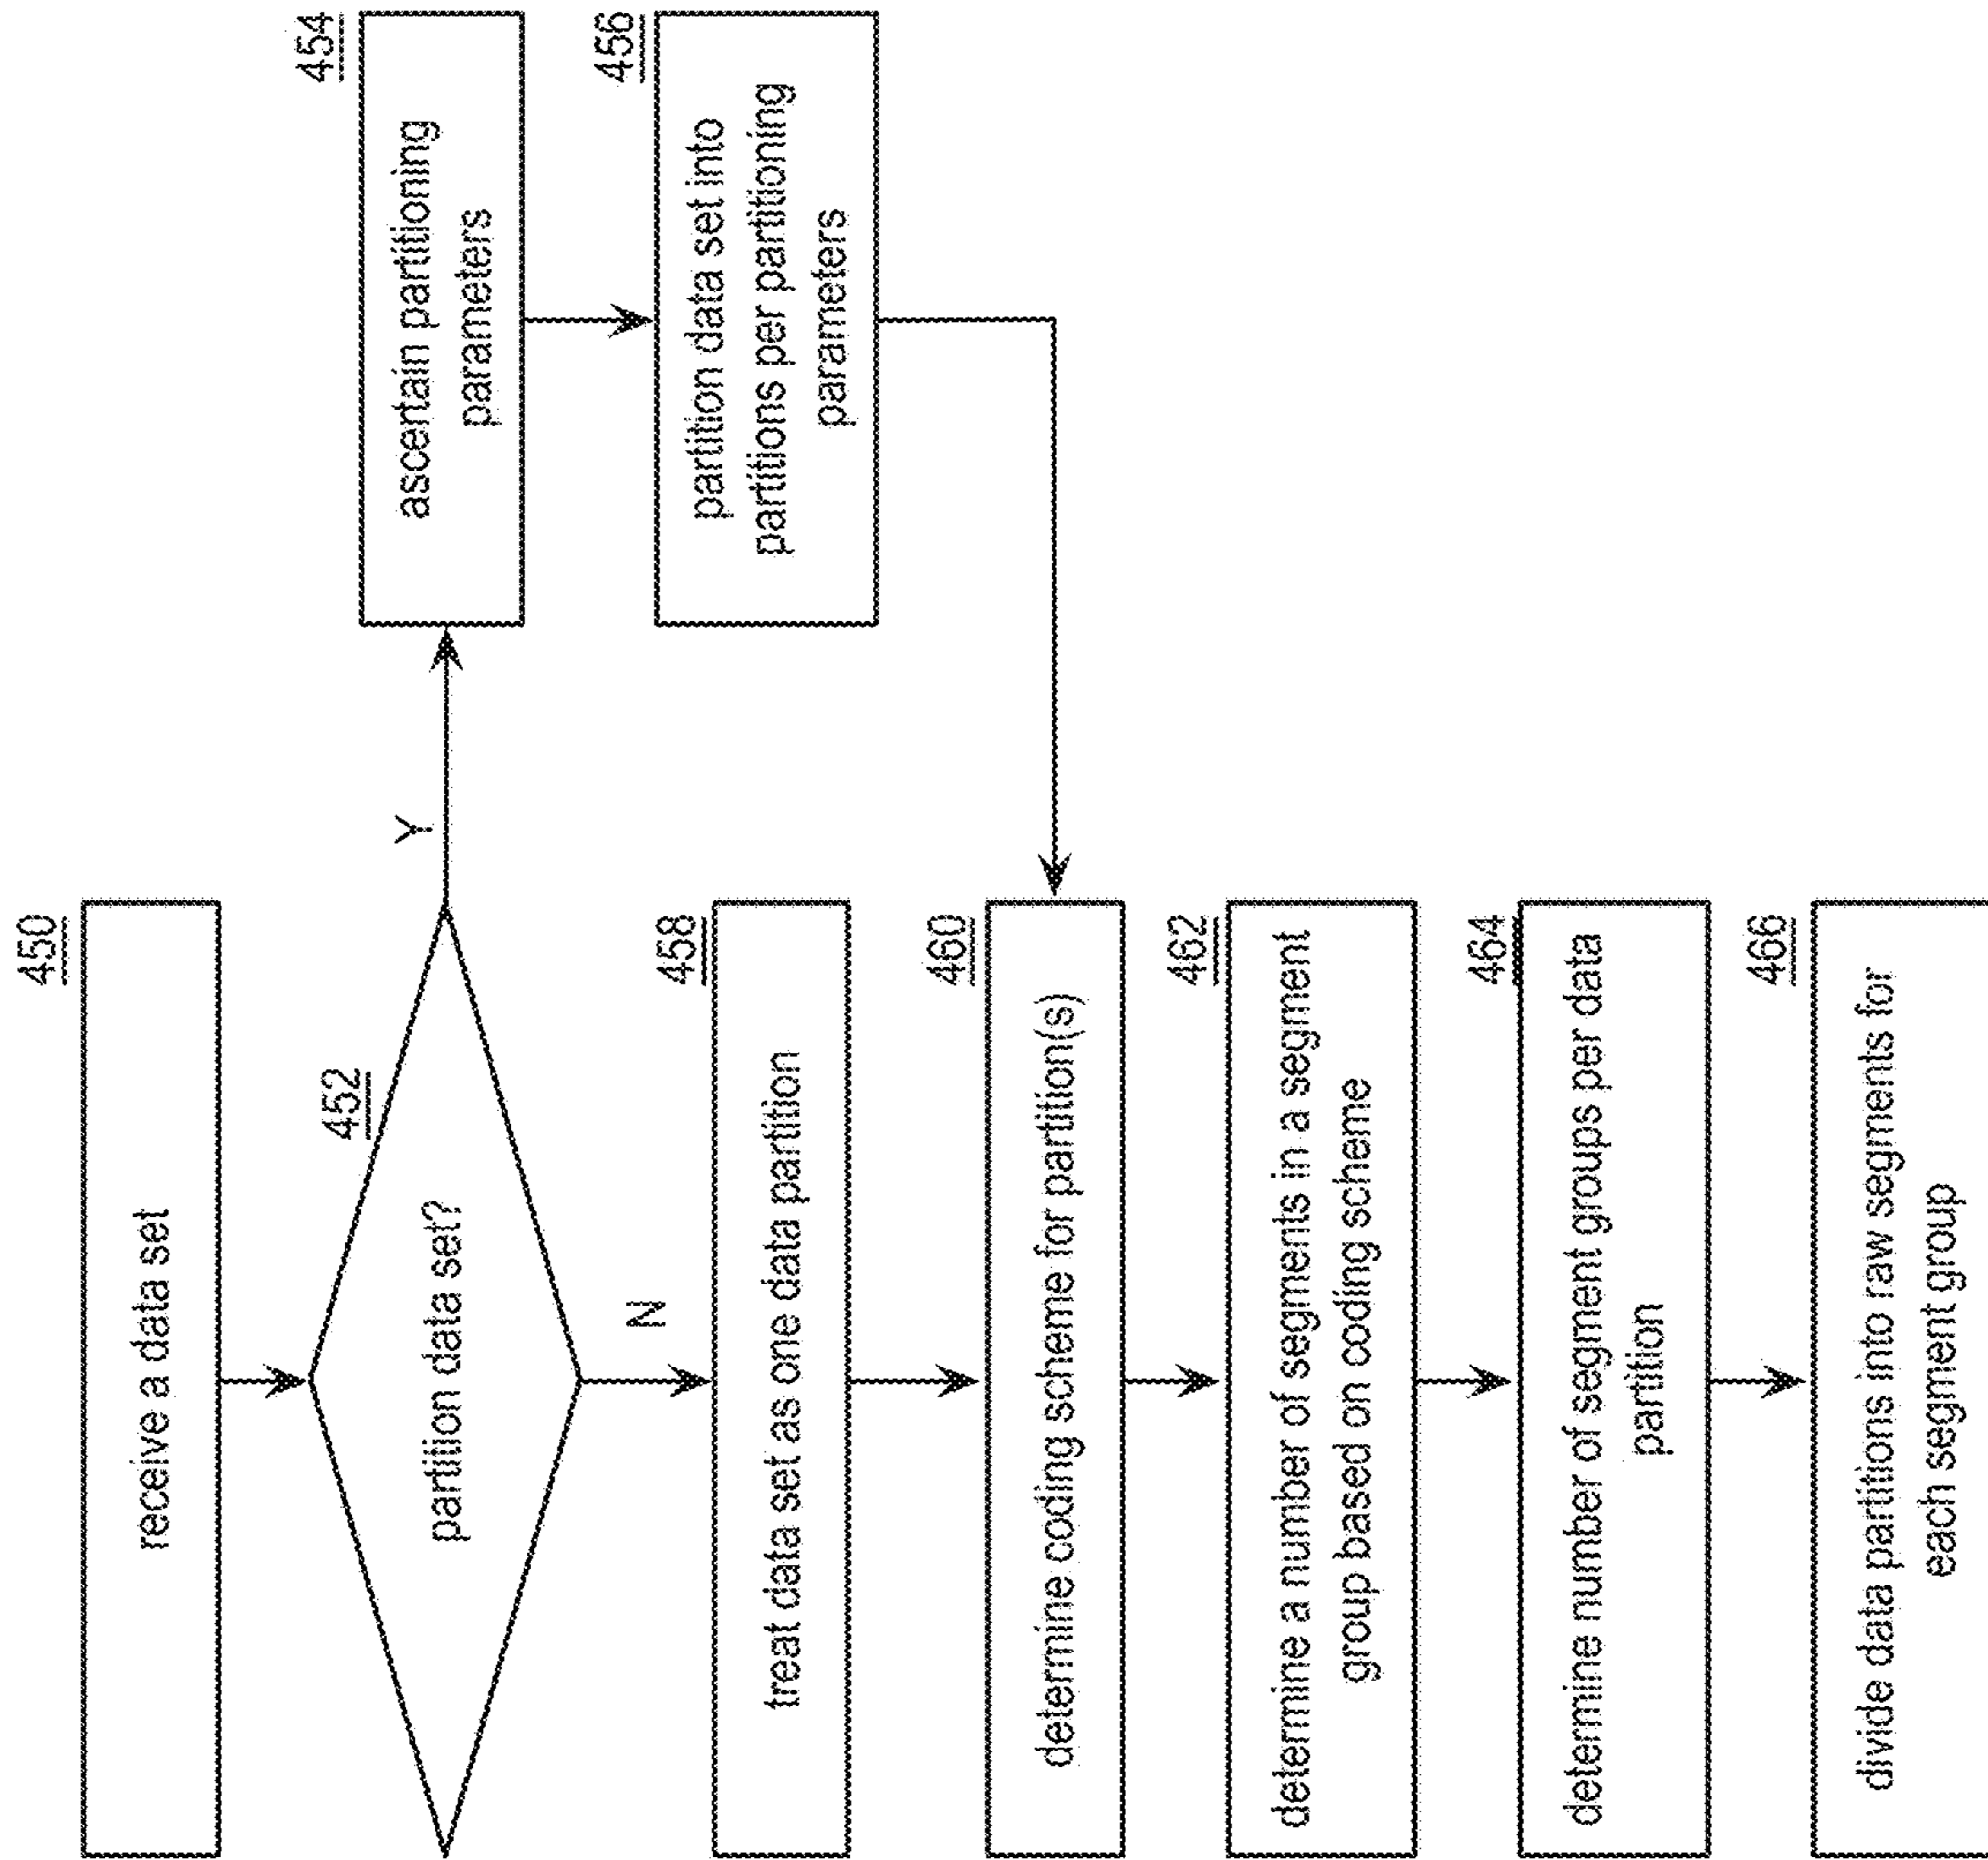 450
receive a data set
452
partition data set?
Y
N
454
ascertain partitioning
parameters
456
partition data set into
partitions per partitioning
parameters
458
treat data set as one data partition
460
determine coding scheme for partition(s)
462
determine a number of segments in a segment
group based on coding scheme
464
determine number of segment groups per data
partition
466
divide data partitions into raw segments for
each segment group